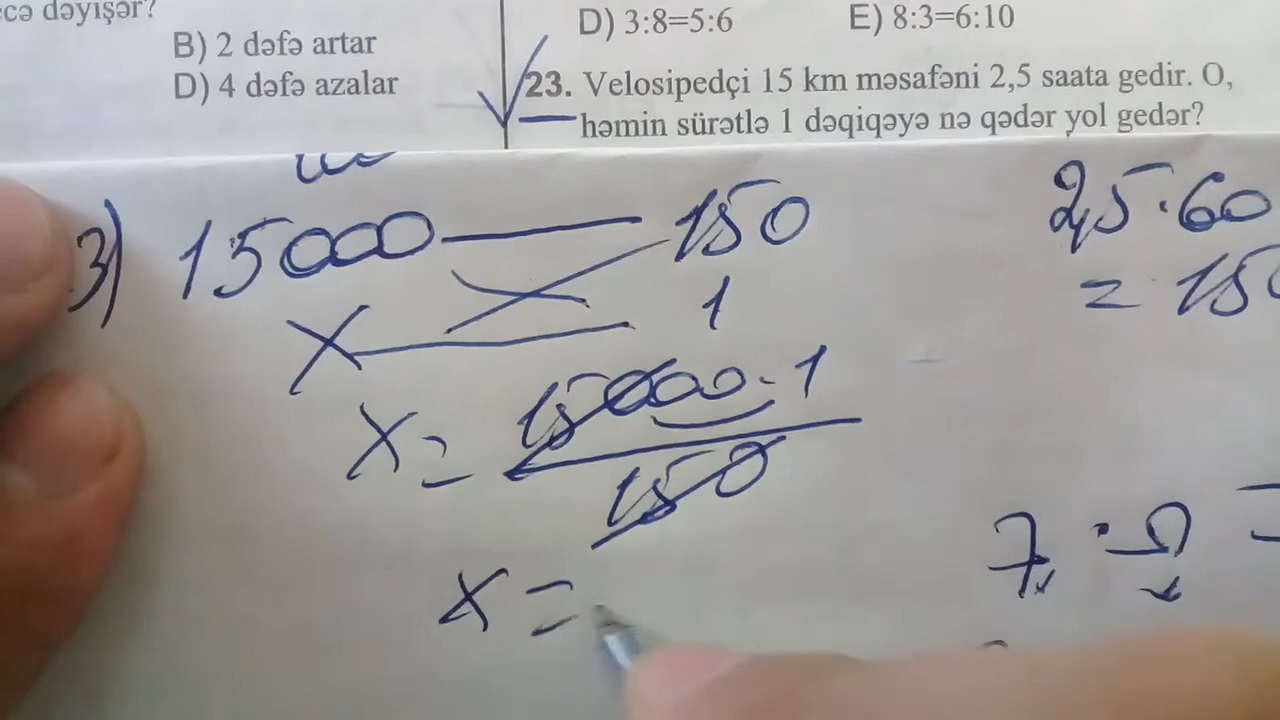 cə dəyişər?
B) 2 dəfə artar
D) 4 dəfə azalar
D) 3:8=5:6 E) 8:3=6:10
23. Velosipedçi 15 km məsafəni 2,5 saata gedir. O,
həmin sürətlə 1 dəqiqəyə nə qədər yol gedər?
3) 15000 150
x 1
x = 15000 · 1
150
x =
2,5 · 60
= 150
7